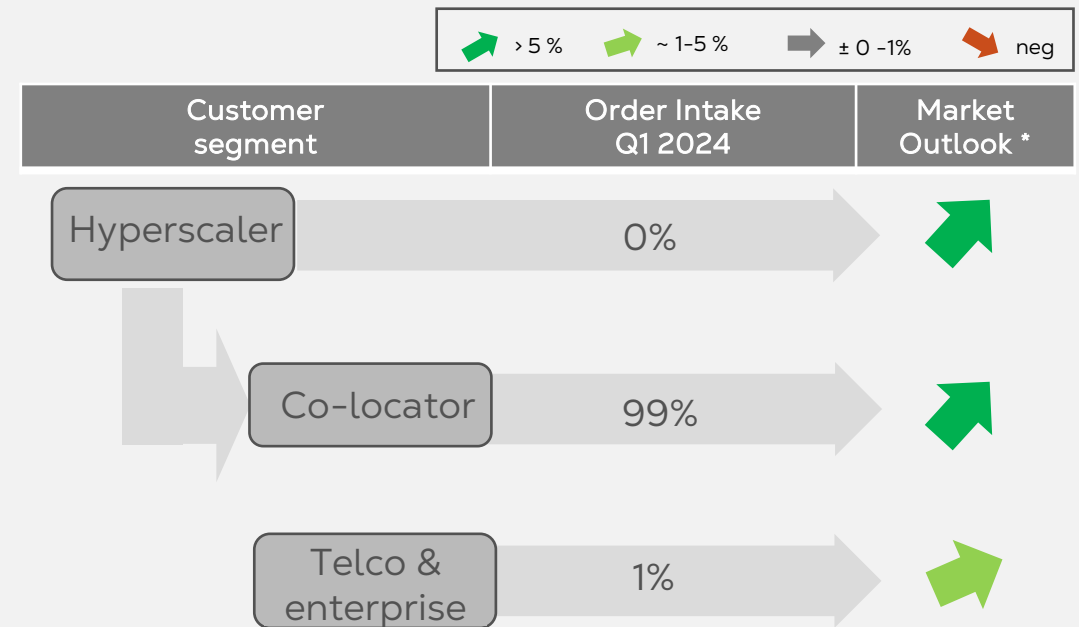 > 5 %
~ 1-5 %
± 0 -1%
neg
Customer
segment
Order Intake
Q1 2024
Market
Outlook *
Hyperscaler
0%
Co-locator
99%
Telco &
enterprise
1%